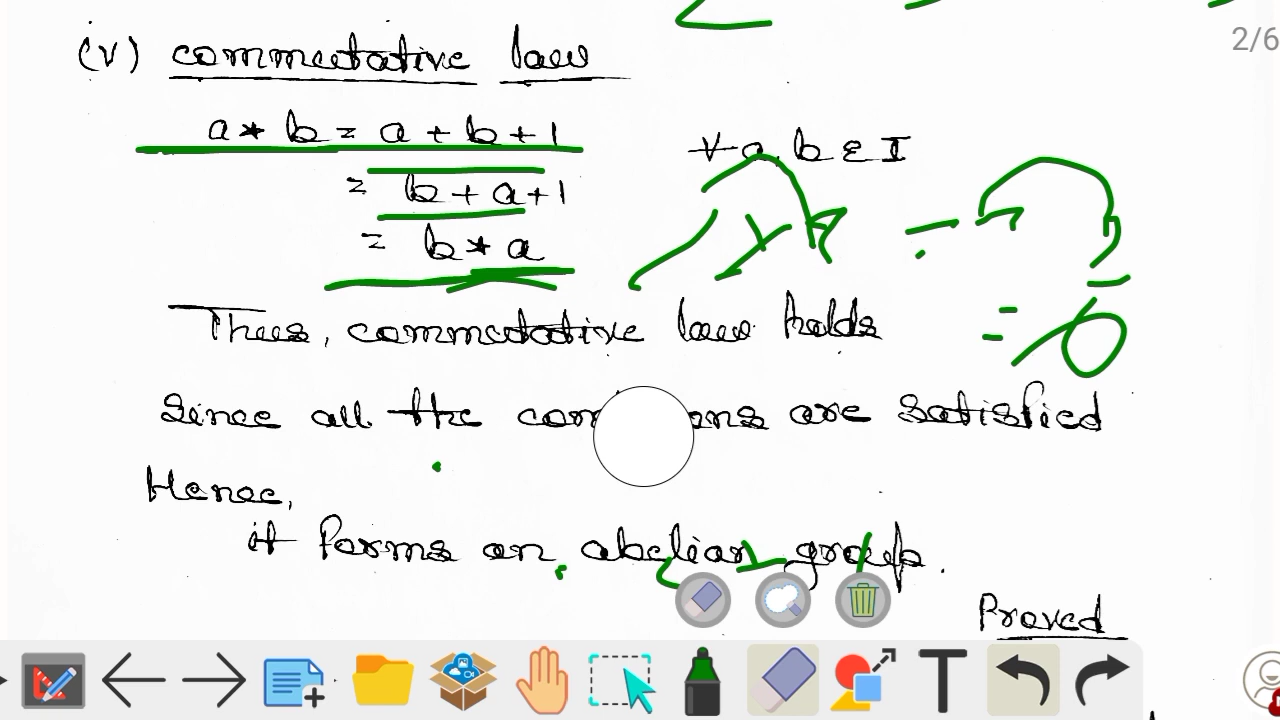 2/6
(v) commutative law
a * b = a + b + 1 ∀ a, b ∈ I
= b + a + 1
= b * a
Thus, commutative law holds
Since all the are satisfied
Hence,
it forms an abelian group.
Proved